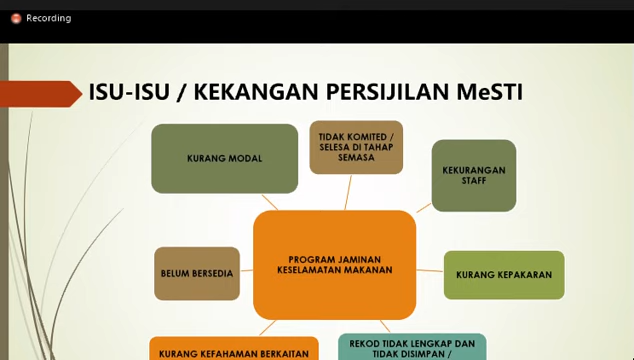 Recording
ISU-ISU / KEKANGAN PERSIJILAN MeSTI
KURANG MODAL
TIDAK KOMITED /
SELESA DI TAHAP
SEMASA
KEKURANGAN
STAFF
BELUM BERSEDIA
PROGRAM JAMINAN
KESELAMATAN MAKANAN
KURANG KEPAKARAN
KURANG KEFAHAMAN BERKAITAN
REKOD TIDAK LENGKAP DAN
TIDAK DISIMPAN /